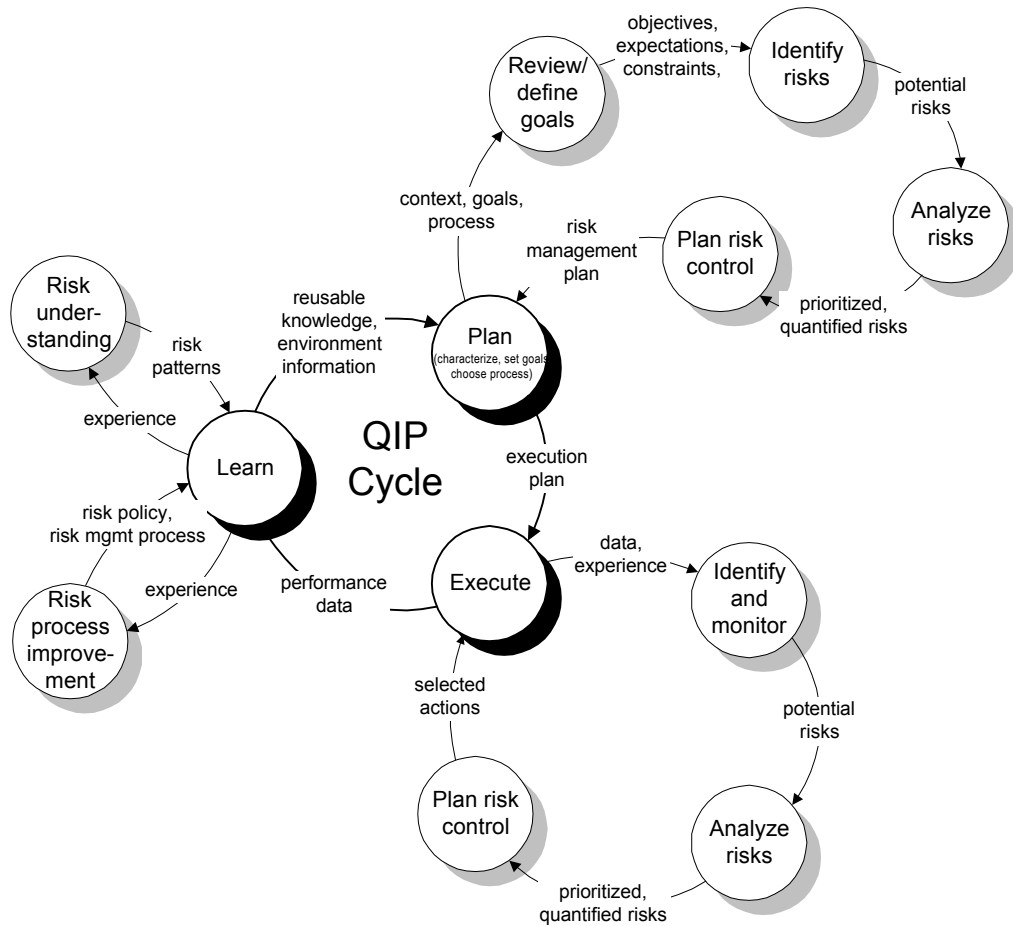 objectives,
expectations,
constraints,
Identify
risks
Review/
define
goals
potential
risks
context, goals,
process
Analyze
risks
risk
management
plan
Plan risk
control
prioritized,
quantified risks
Risk
under-
standing
reusable
knowledge,
environment
information
Plan
(characterize, set goals
choose process)
risk
patterns
experience
QIP
Cycle
Learn
execution
plan
risk policy,
risk mgmt process
experience
performance
data
Execute
data,
experience
Identify
and
monitor
Risk
process
improve-
ment
selected
actions
potential
risks
Plan risk
control
Analyze
risks
prioritized,
quantified risks